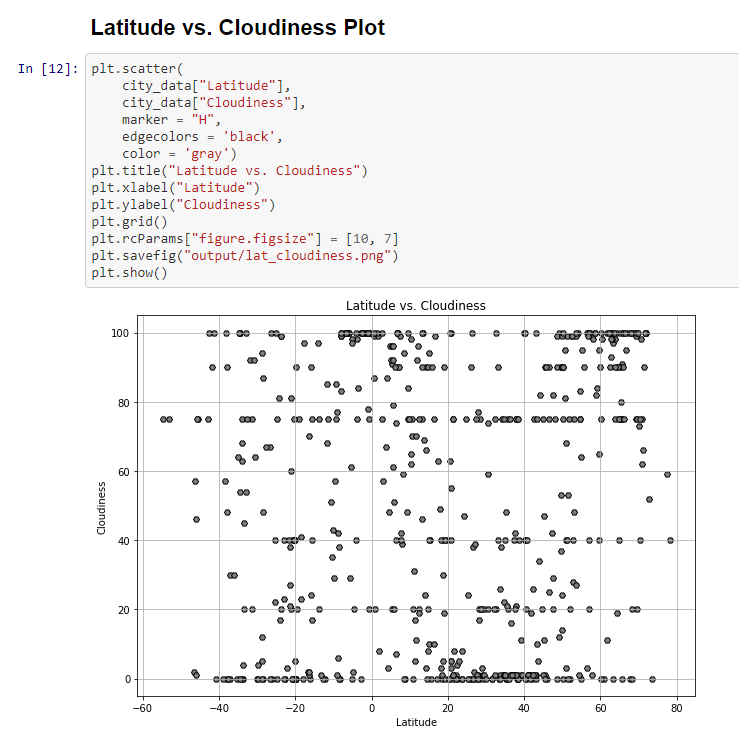 Latitude vs. Cloudiness Plot
In [12]:
plt.scatter(
city_data["Latitude"],
city_data["Cloudiness"],
marker = "H",
edgecolors = 'black',
color = 'gray')
plt.title("Latitude vs. Cloudiness")
plt.xlabel("Latitude")
plt.ylabel("Cloudiness")
plt.grid()
plt.rcParams["figure.figsize"] = [10, 7]
plt.savefig("output/lat_cloudiness.png")
plt.show()
Latitude vs. Cloudiness
100
80
60
40
20
0
Cloudiness
−60 −40 −20 0 20 40 60 80
Latitude